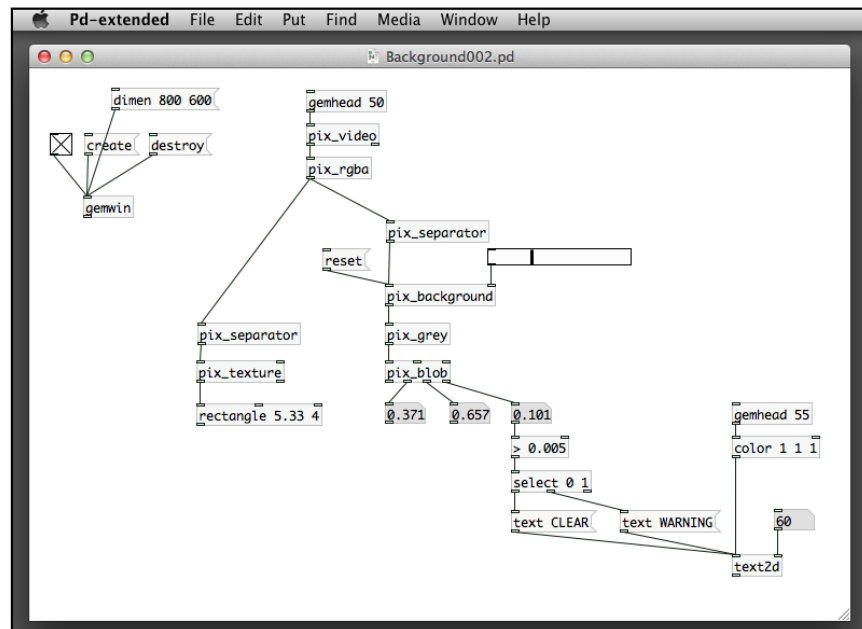 Pd-extended File Edit Put Find Media Window Help
Background002.pd
dimen 800 600
create
destroy
gemwin
gemhead 50
pix_video
pix_rgba
pix_separator
reset
pix_background
pix_separator
pix_grey
pix_texture
pix_blob
rectangle 5.33 4
0.371
0.657
0.101
> 0.005
select 0 1
text CLEAR
text WARNING
gemhead 55
color 1 1 1
60
text2d